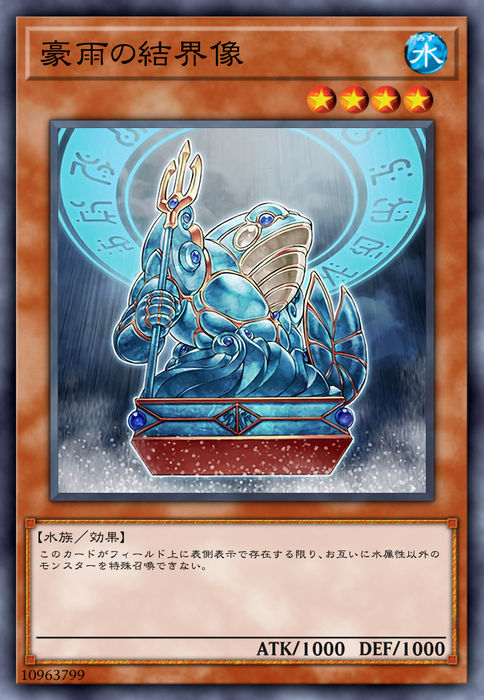 豪雨の結界像
みず
水
【水族／効果】
このカードがフィールド上に表側表示で存在する限り、お互いに水属性以外の
モンスターを特殊召喚できない。
ATK/1000 DEF/1000
10963799